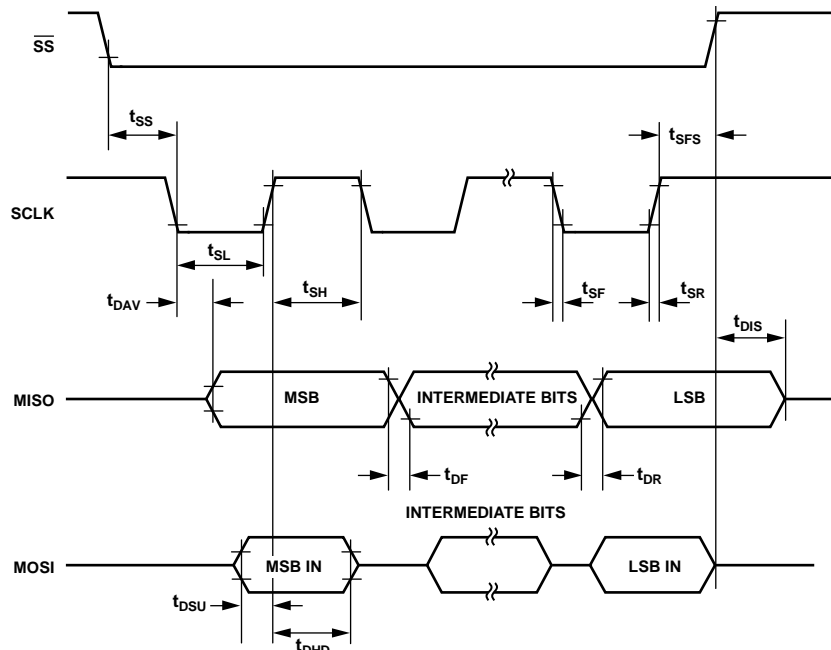 SS
tSS
tSFS
SCLK
tSL
tSH
tSF
tSR
tDAV
tDIS
MISO
MSB
INTERMEDIATE BITS
LSB
tDF
tDR
INTERMEDIATE BITS
MOSI
MSB IN
LSB IN
tDSU
tDHD